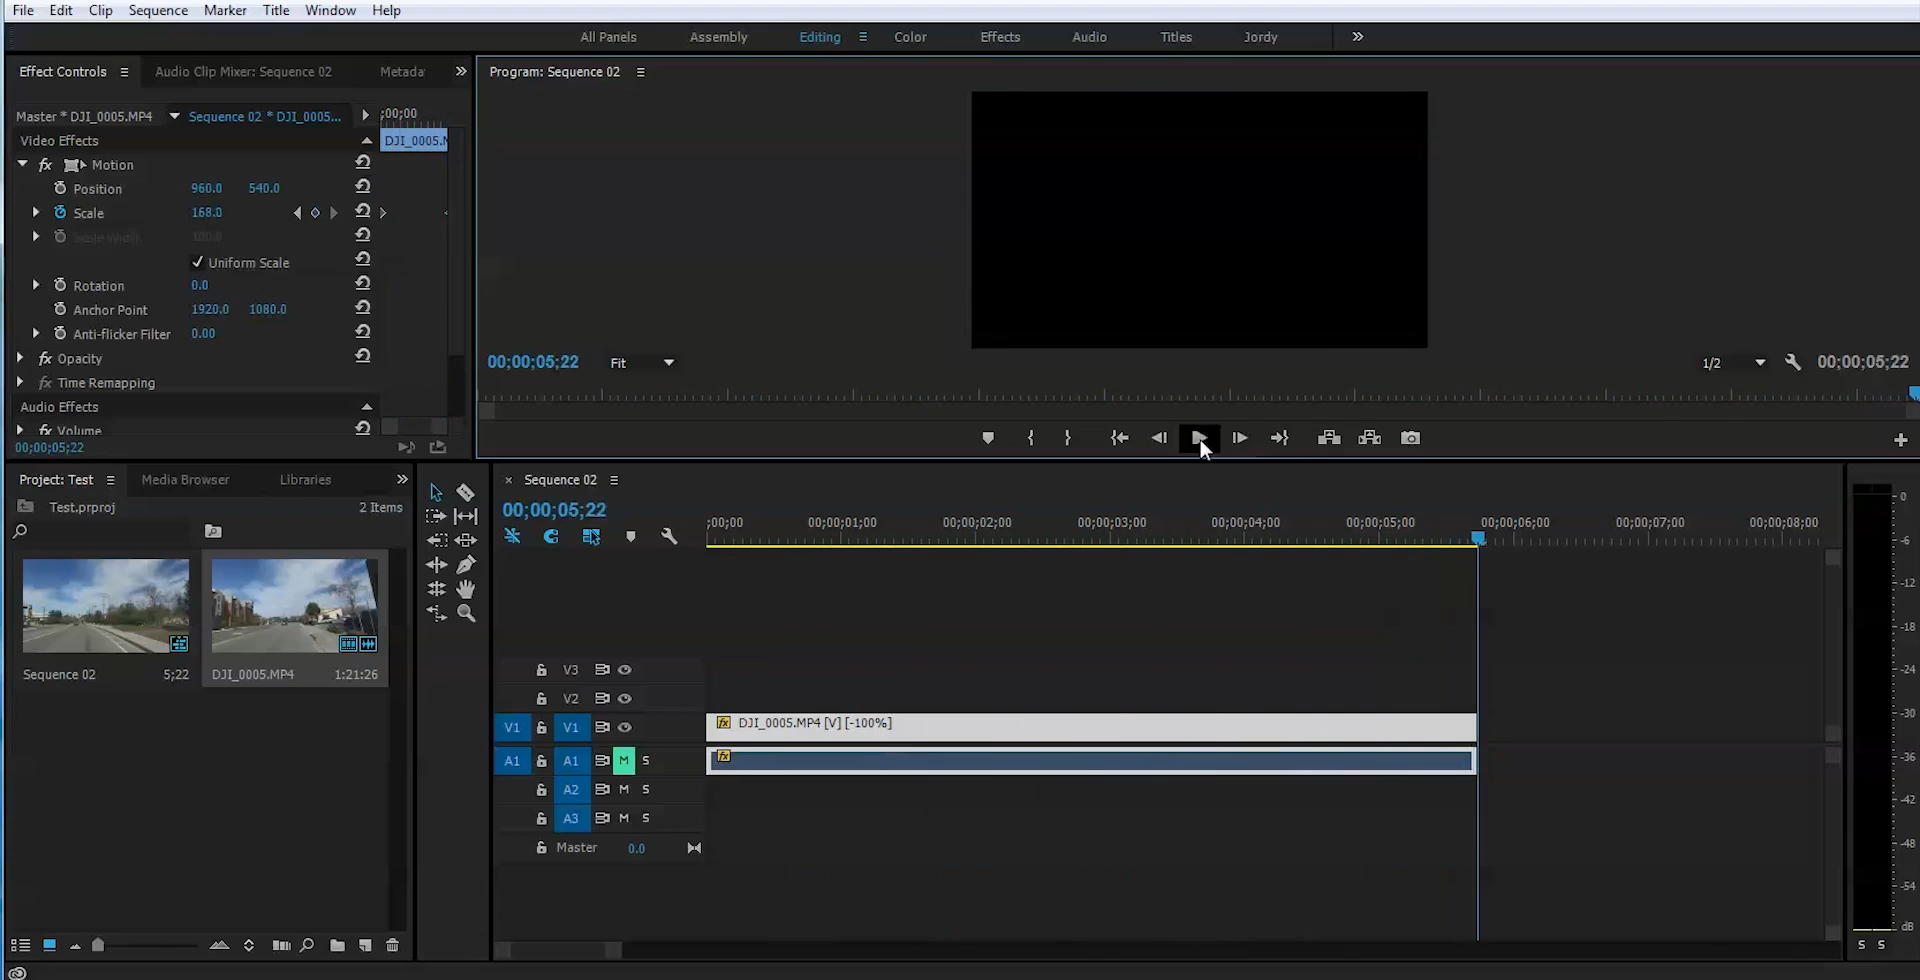 File Edit Clip Sequence Marker Title Window Help
All Panels Assembly Editing Color Effects Audio Titles Jordy
Effect Controls Audio Clip Mixer: Sequence 02 Metada
Program: Sequence 02
Master * DJI_0005.MP4 Sequence 02 * DJI_0005... ;00;00
Video Effects DJI_0005.M
fx Motion
Position 960.0 540.0
Scale 168.0
Scale Width 100.0
Uniform Scale
Rotation 0.0
Anchor Point 1920.0 1080.0
Anti-flicker Filter 0.00
fx Opacity
fx Time Remapping
Audio Effects
fx Volume
00;00;05;22
00;00;05;22 Fit 1/2 00;00;05;22
Project: Test Media Browser Libraries
Test.prproj 2 Items
Sequence 02 5;22
DJI_0005.MP4 1:21:26
Sequence 02
00;00;05;22
;00;00 00;00;01;00 00;00;02;00 00;00;03;00 00;00;04;00 00;00;05;00 00;00;06;00 00;00;07;00 00;00;08;00
V3
V2
V1 V1 fx DJI_0005.MP4 [V] [-100%]
A1 A1 M S fx
A2 M S
A3 M S
Master 0.0
0
-6
-12
-18
-24
-30
-36
-42
-48
-54
dB
S S